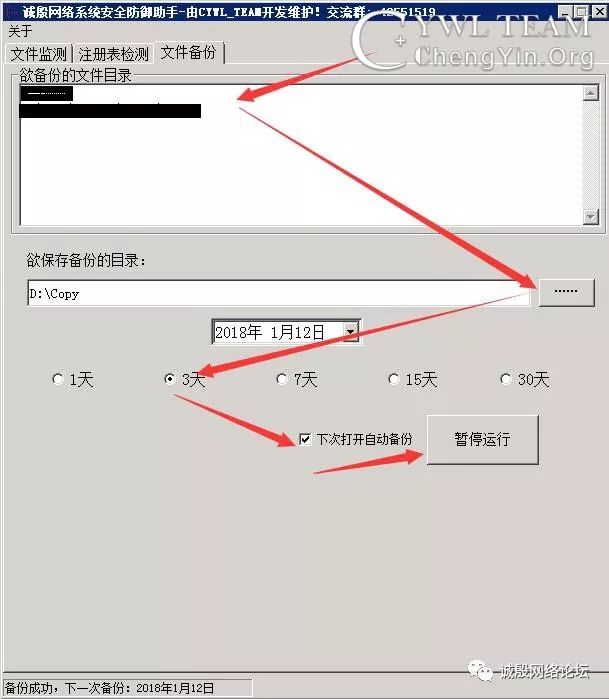 诚殷网络系统安全防御助手-由CYWL_TEAM开发维护！交流群：42551519
CYWL TEAM
ChengYin.Org
关于
文件监测 注册表检测 文件备份
欲备份的文件目录
欲保存备份的目录：
D:\Copy
······
2018年 1月12日
1天 3天 7天 15天 30天
下次打开自动备份
暂停运行
诚殷网络论坛
备份成功，下一次备份：2018年1月12日